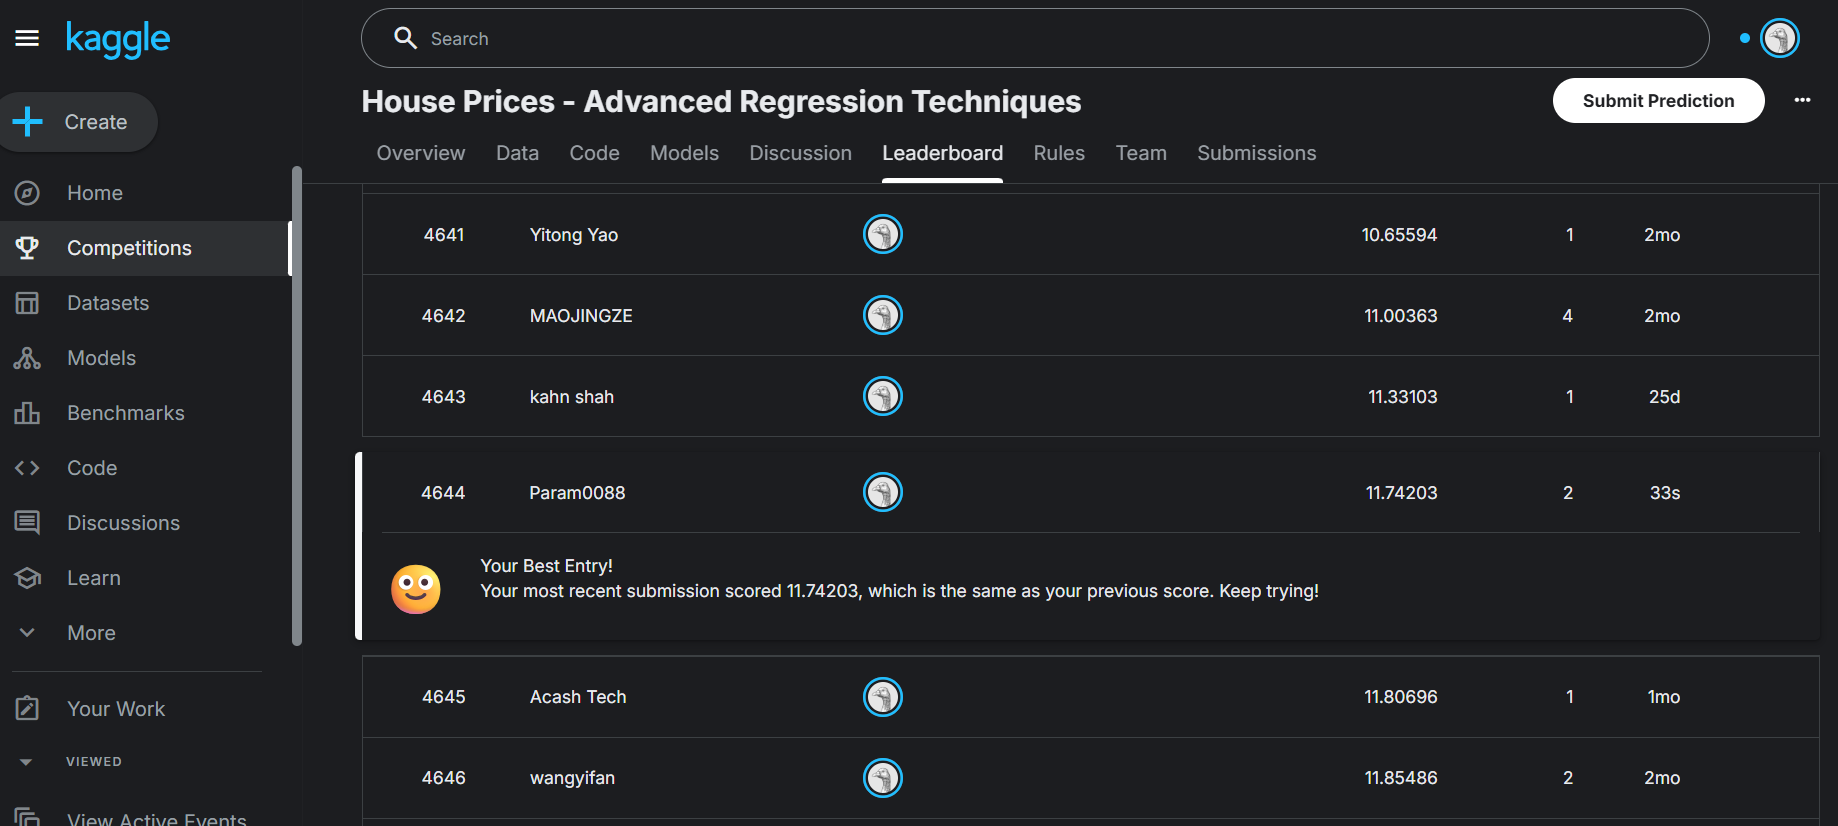 kaggle
Search
Create
House Prices - Advanced Regression Techniques
Submit Prediction
Overview Data Code Models Discussion Leaderboard Rules Team Submissions
Home
Competitions
Datasets
Models
Benchmarks
Code
Discussions
Learn
More
Your Work
VIEWED
View Active Events
4641 Yitong Yao 10.65594 1 2mo
4642 MAOJINGZE 11.00363 4 2mo
4643 kahn shah 11.33103 1 25d
4644 Param0088 11.74203 2 33s
Your Best Entry!
Your most recent submission scored 11.74203, which is the same as your previous score. Keep trying!
4645 Acash Tech 11.80696 1 1mo
4646 wangyifan 11.85486 2 2mo